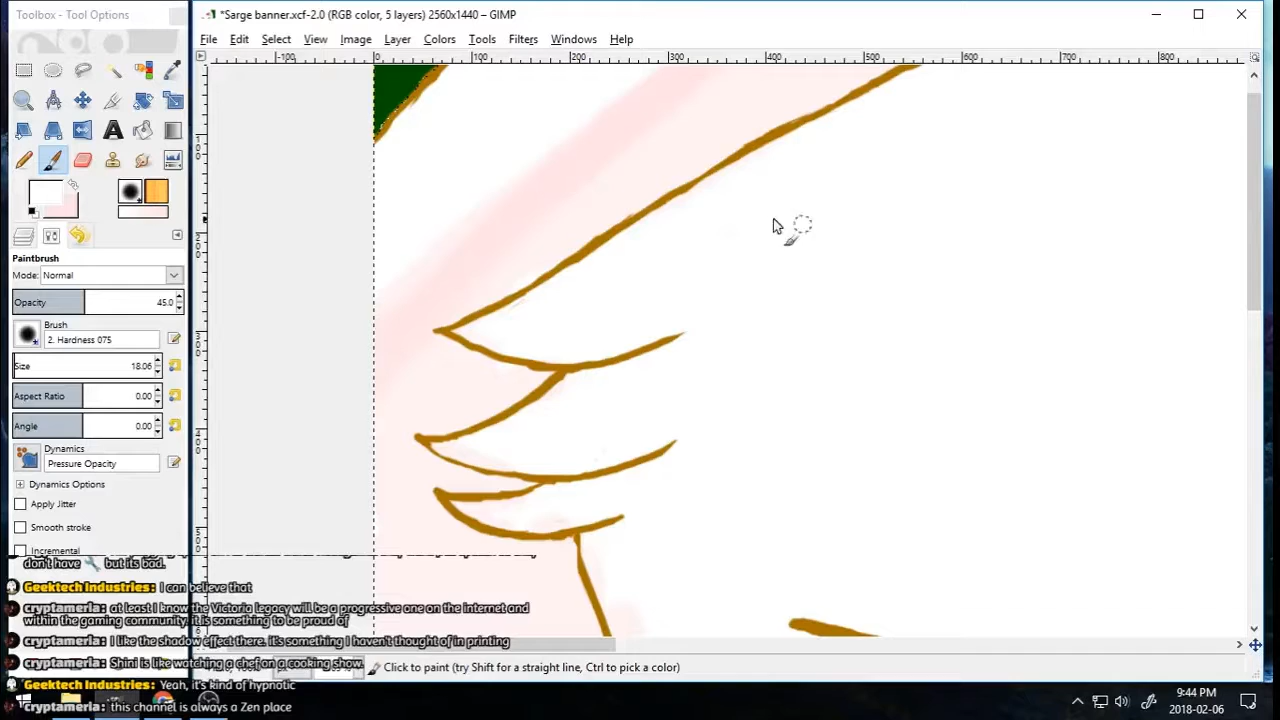 Toolbox - Tool Options
*Sarge banner.xcf-2.0 (RGB color, 5 layers) 2560x1440 – GIMP
File Edit Select View Image Layer Colors Tools Filters Windows Help
-100 0 100 200 300 400 500 600 700 800
100
200
300
400
500
Paintbrush
Mode: Normal
Opacity 45.0
Brush
2. Hardness 075
Size 18.06
Aspect Ratio 0.00
Angle 0.00
Dynamics
Pressure Opacity
Dynamics Options
Apply Jitter
Smooth stroke
Incremental
don't have 🔧 but its bad.
Geektech Industries: I can believe that
cryptameria: at least I know the Victoria legacy will be a progressive one on the internet and
within the gaming community. it is something to be proud of
cryptameria: I like the shadow effect there. it's something I haven't thought of in printing
cryptameria: Shini is like watching a chef on a cooking show.
Geektech Industries: Yeah, it's kind of hypnotic
cryptameria: this channel is always a Zen place
Click to paint (try Shift for a straight line, Ctrl to pick a color)
9:44 PM
2018-02-06